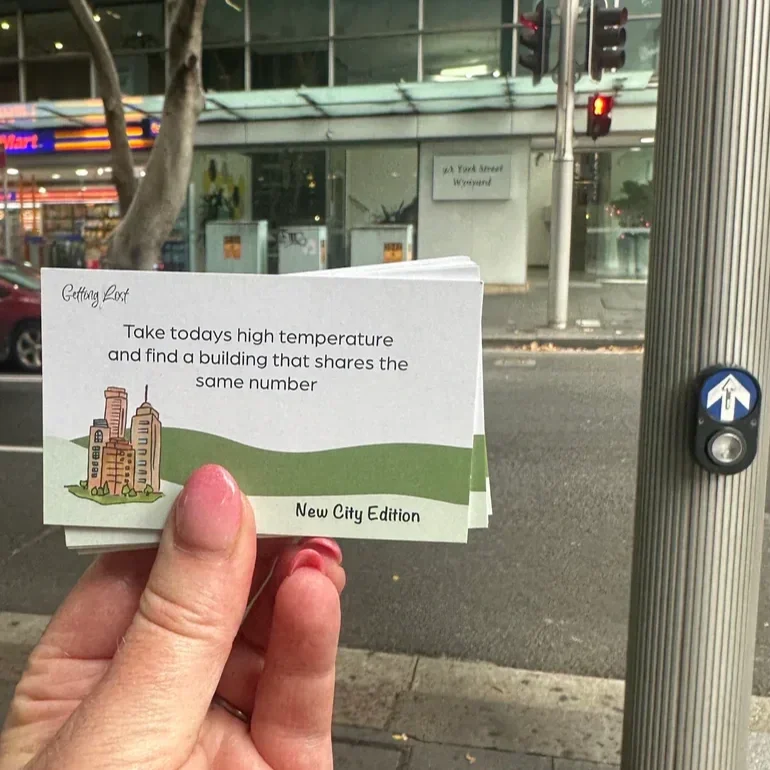 Mart
York Street
Wynyard
Getting Lost
Take todays high temperature
and find a building that shares the
same number
New City Edition